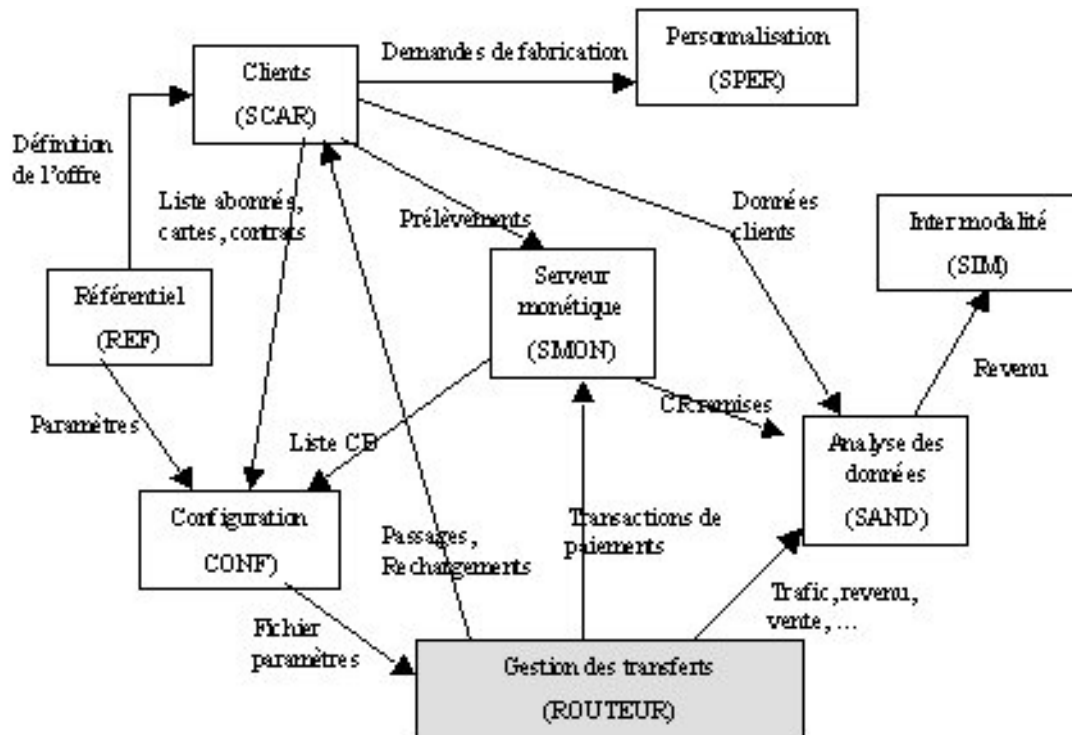 Personnalisation
(SPER)
Demandes de fabrication
Clients
(SCAR)
Définition
de l'offre
Liste abonnés,
cartes, contrats
Prélèvements
Données
clients
Intermodalité
(SIM)
Référentiel
(REF)
Serveur
monétique
(SMON)
Revenu
Paramètres
Liste CB
CR remises
Analyse des
données
(SAND)
Configuration
CONF)
Passages,
Rechargements
Transactions de
paiements
Trafic, revenu,
vente, ...
Fichier
paramètres
Gestion des transferts
(ROUTEUR)